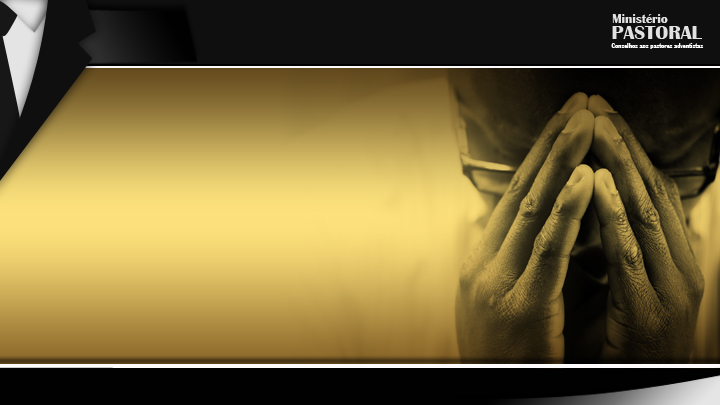 Ministério
PASTORAL
Conselhos aos pastores adventistas